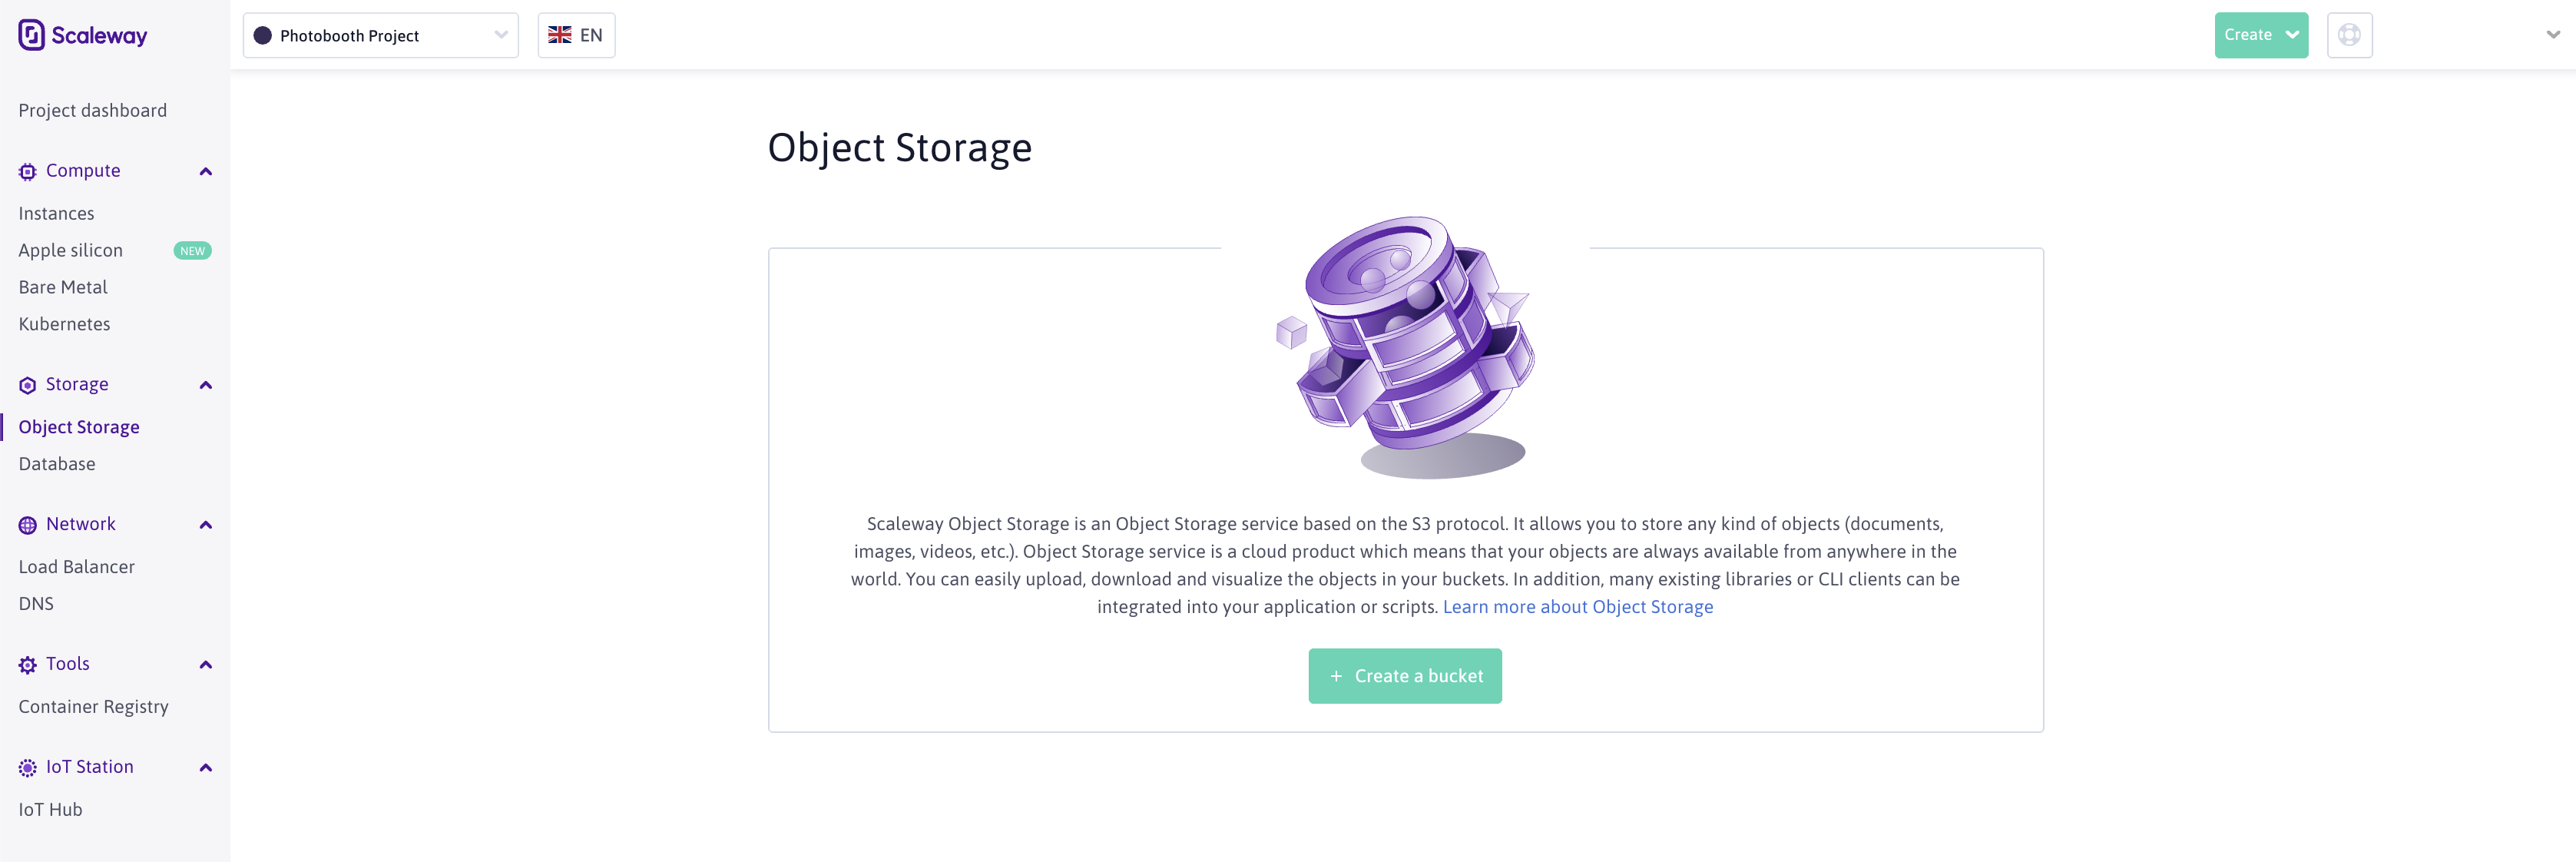 Scaleway
Photobooth Project
EN
Create
Project dashboard
Compute
Instances
Apple silicon NEW
Bare Metal
Kubernetes
Storage
Object Storage
Database
Network
Load Balancer
DNS
Tools
Container Registry
IoT Station
IoT Hub
Object Storage
Scaleway Object Storage is an Object Storage service based on the S3 protocol. It allows you to store any kind of objects (documents,
images, videos, etc.). Object Storage service is a cloud product which means that your objects are always available from anywhere in the
world. You can easily upload, download and visualize the objects in your buckets. In addition, many existing libraries or CLI clients can be
integrated into your application or scripts. Learn more about Object Storage
+ Create a bucket